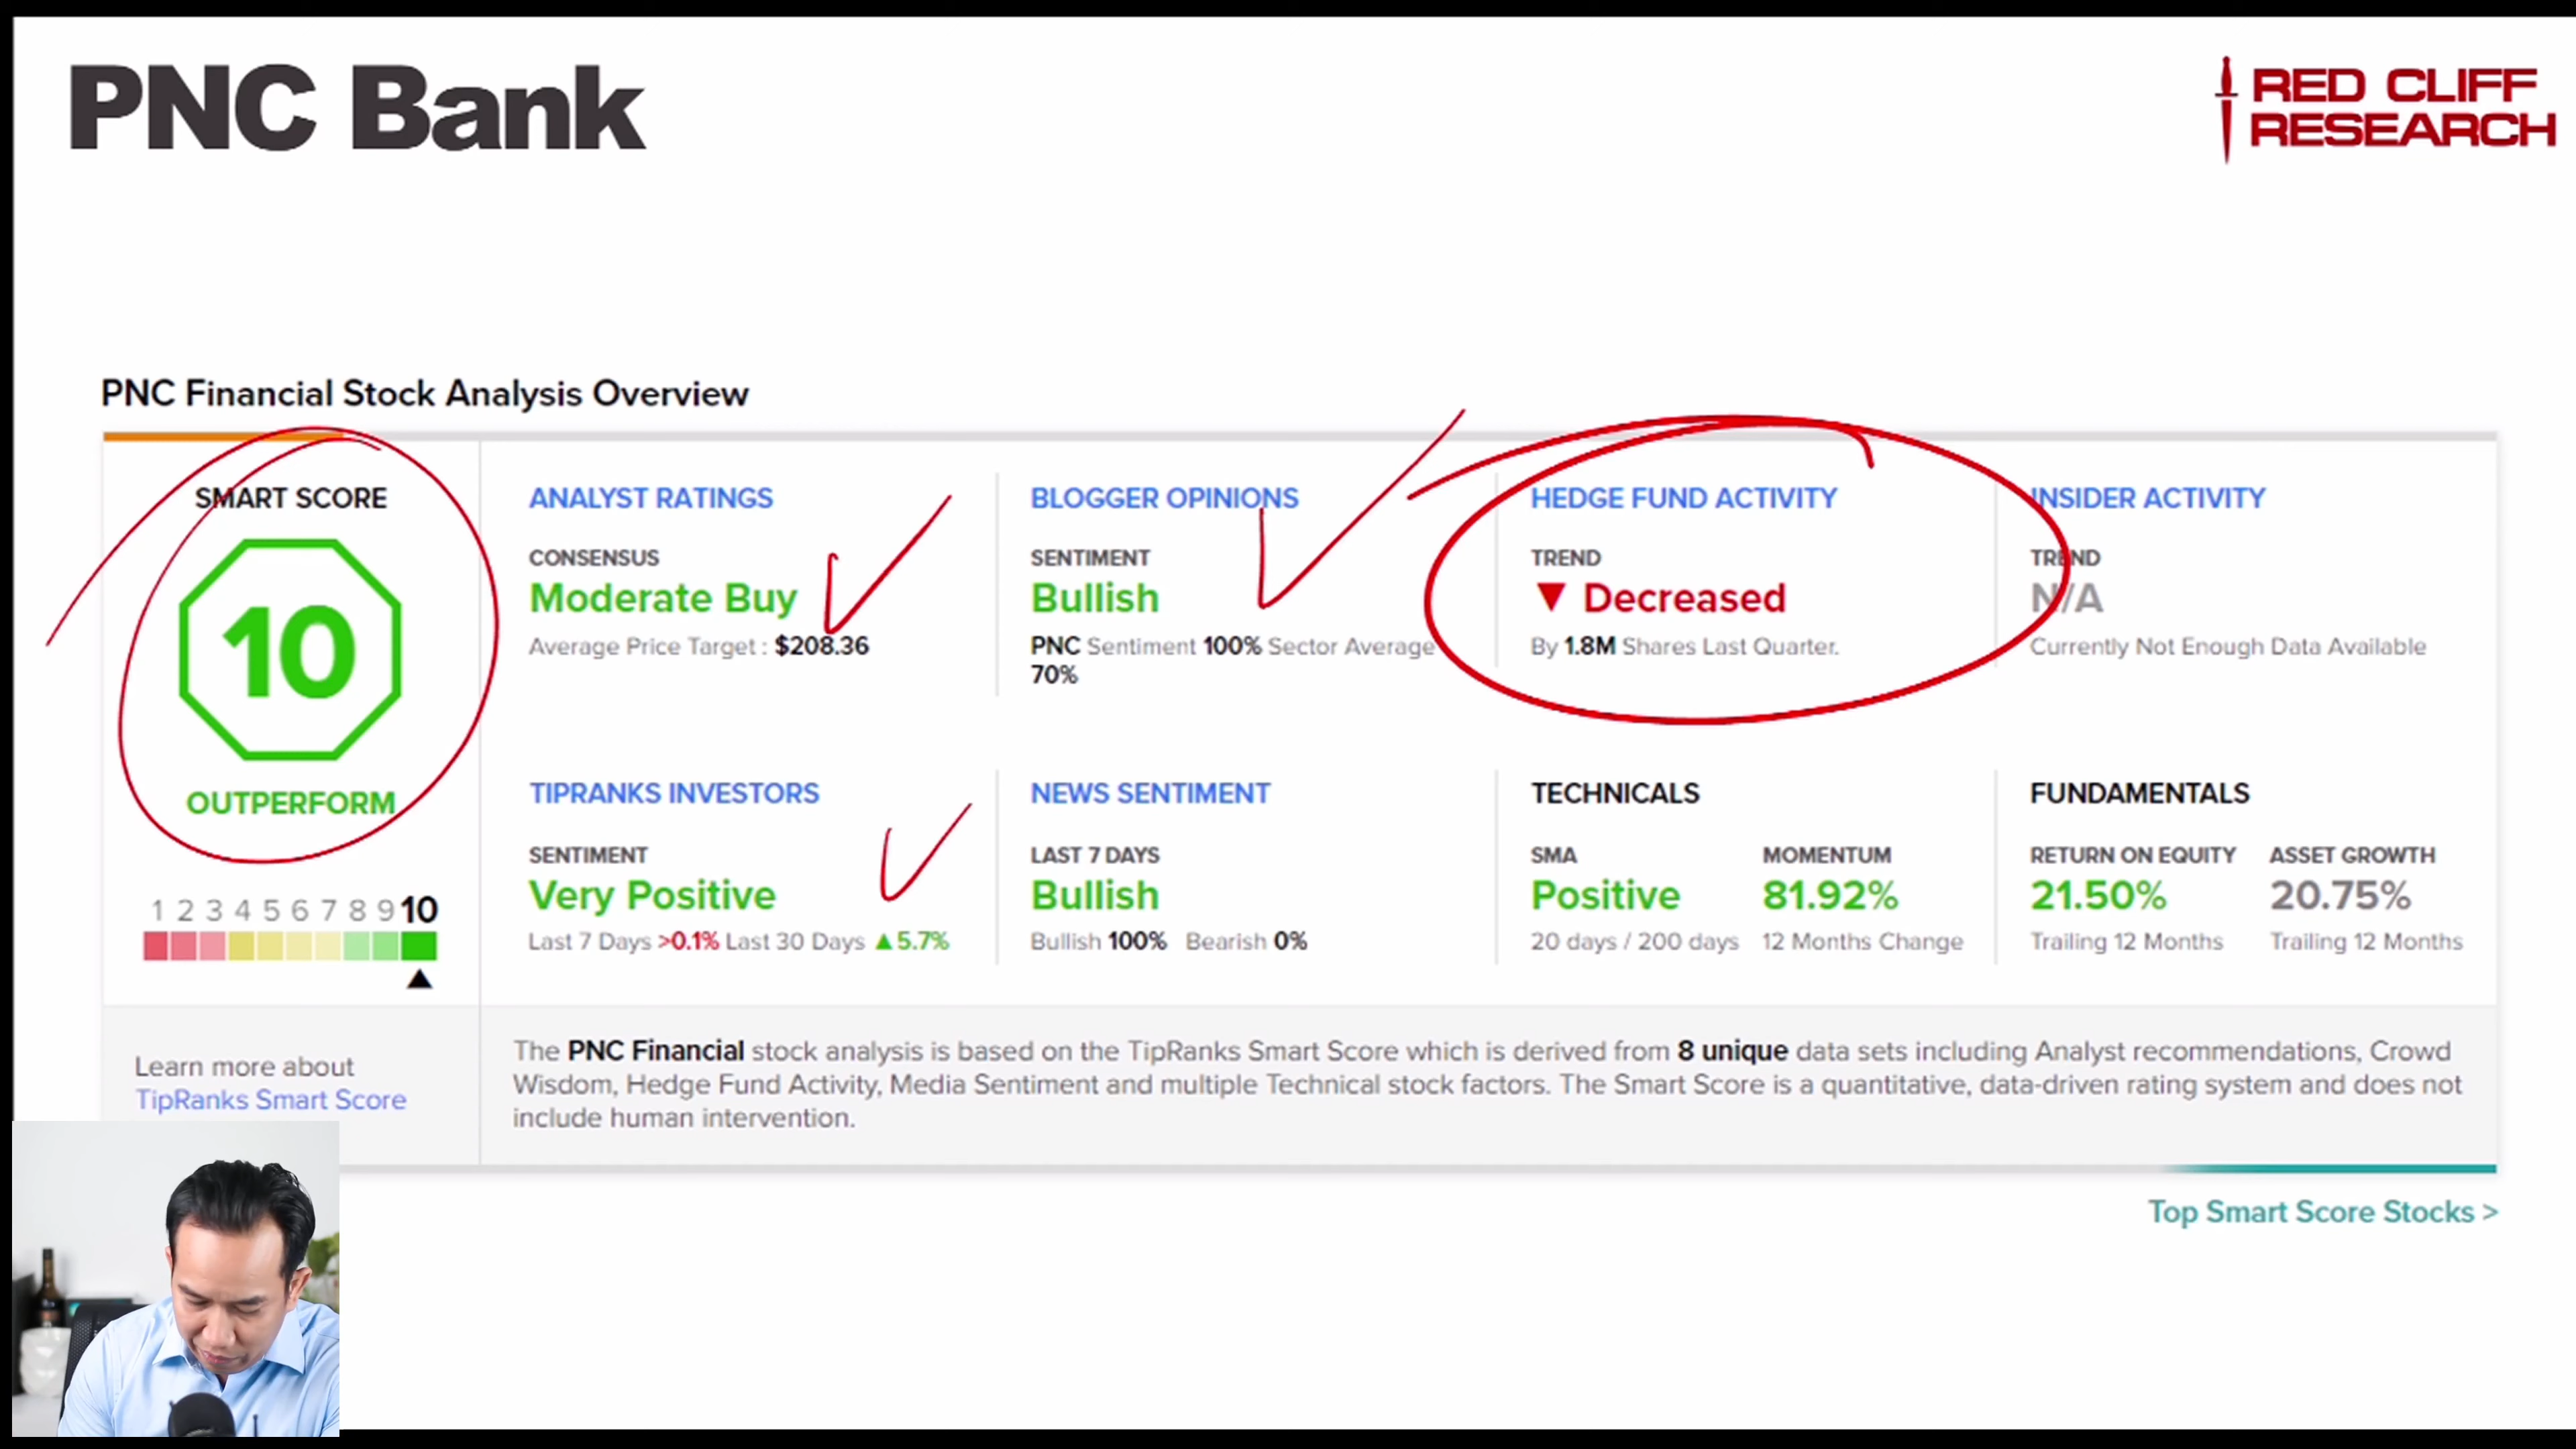 PNC Bank
RED CLIFF
RESEARCH
PNC Financial Stock Analysis Overview
SMART SCORE
10
OUTPERFORM
1 2 3 4 5 6 7 8 9 10
Learn more about
TipRanks Smart Score
ANALYST RATINGS
CONSENSUS
Moderate Buy
Average Price Target : $208.36
BLOGGER OPINIONS
SENTIMENT
Bullish
PNC Sentiment 100% Sector Average
70%
HEDGE FUND ACTIVITY
TREND
▼ Decreased
By 1.8M Shares Last Quarter.
INSIDER ACTIVITY
TREND
N/A
Currently Not Enough Data Available
TIPRANKS INVESTORS
SENTIMENT
Very Positive
Last 7 Days >0.1% Last 30 Days ▲5.7%
NEWS SENTIMENT
LAST 7 DAYS
Bullish
Bullish 100% Bearish 0%
TECHNICALS
SMA MOMENTUM
Positive 81.92%
20 days / 200 days 12 Months Change
FUNDAMENTALS
RETURN ON EQUITY ASSET GROWTH
21.50% 20.75%
Trailing 12 Months Trailing 12 Months
The PNC Financial stock analysis is based on the TipRanks Smart Score which is derived from 8 unique data sets including Analyst recommendations, Crowd
Wisdom, Hedge Fund Activity, Media Sentiment and multiple Technical stock factors. The Smart Score is a quantitative, data-driven rating system and does not
include human intervention.
Top Smart Score Stocks >